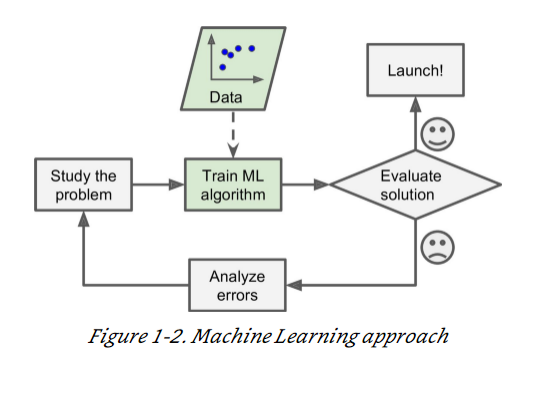 Data
Launch!
Study the
problem
Train ML
algorithm
Evaluate
solution
Analyze
errors
Figure 1-2. Machine Learning approach